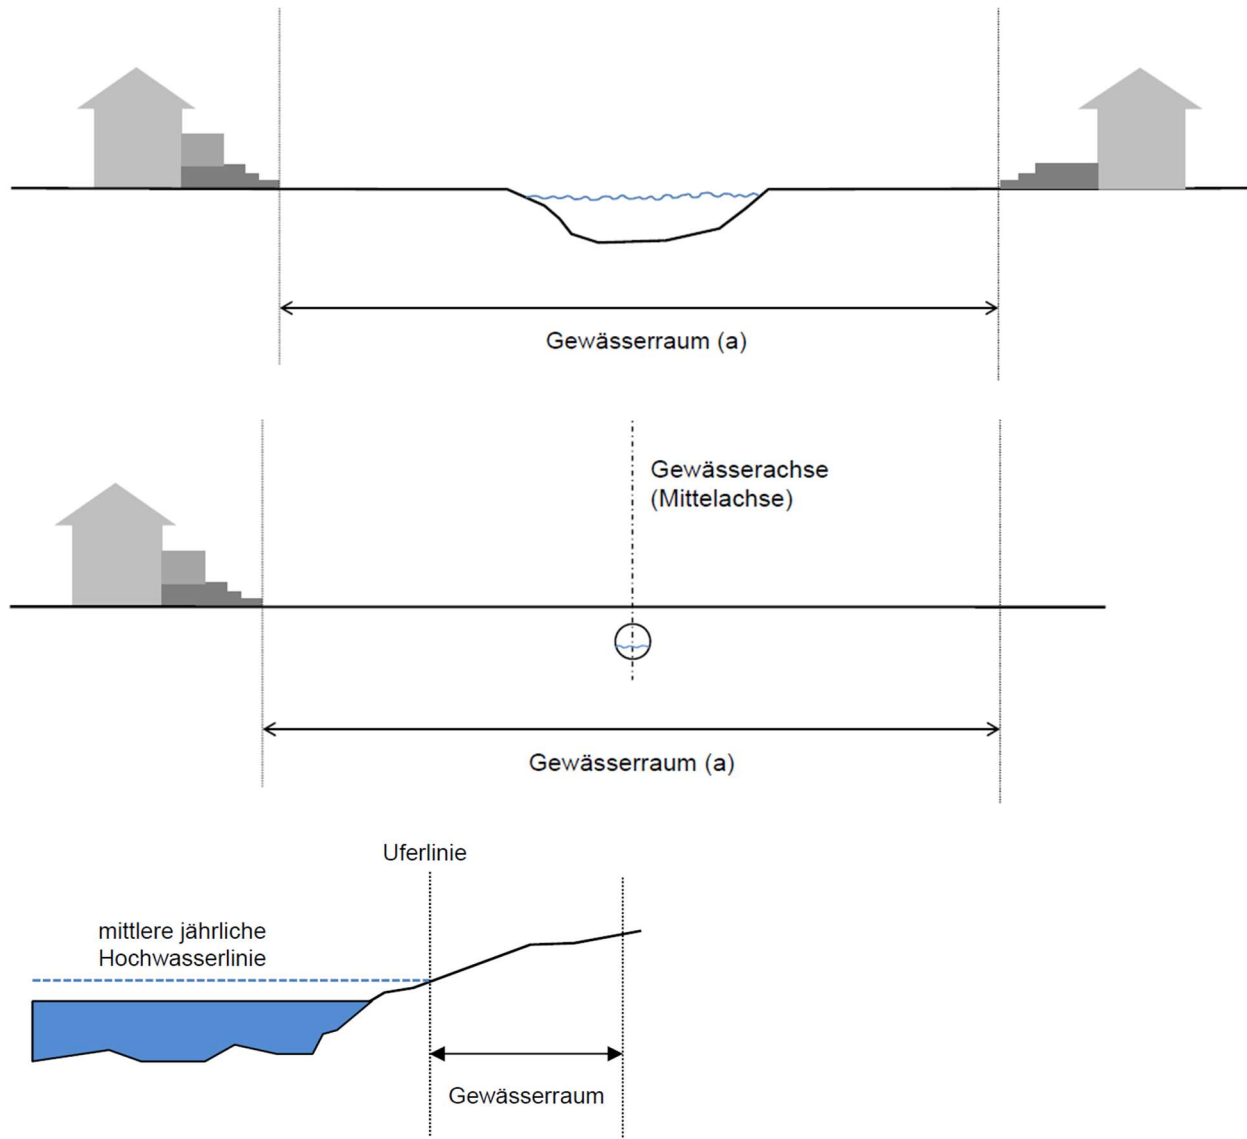 Gewässerraum (a)
Gewässerachse
(Mittelachse)
Gewässerraum (a)
Uferlinie
mittlere jährliche
Hochwasserlinie
Gewässerraum